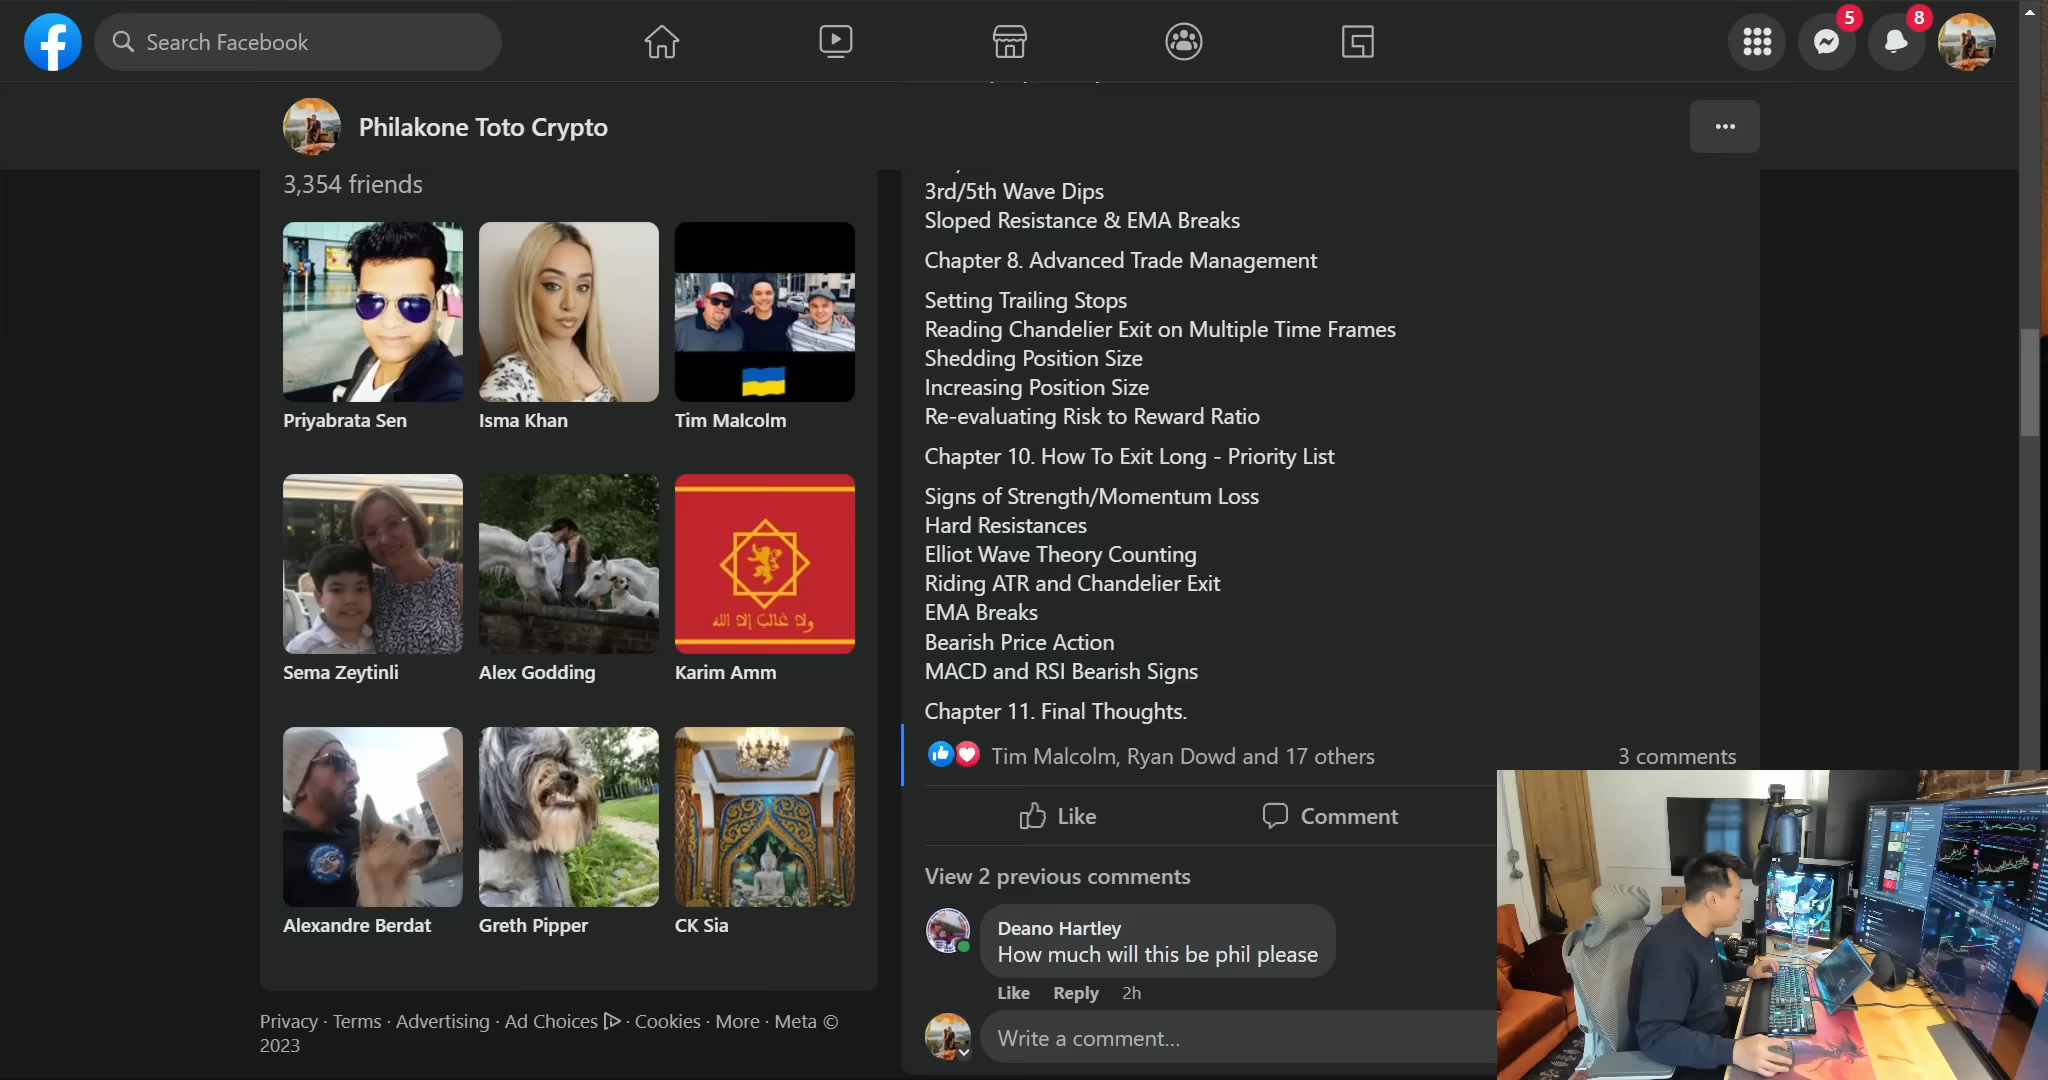 Search Facebook
5
8
Philakone Toto Crypto
3,354 friends
Priyabrata Sen
Isma Khan
Tim Malcolm
Sema Zeytinli
Alex Godding
ولا غالب إلا الله
Karim Amm
Alexandre Berdat
Greth Pipper
CK Sia
Privacy · Terms · Advertising · Ad Choices · Cookies · More · Meta ©
2023
3rd/5th Wave Dips
Sloped Resistance & EMA Breaks
Chapter 8. Advanced Trade Management
Setting Trailing Stops
Reading Chandelier Exit on Multiple Time Frames
Shedding Position Size
Increasing Position Size
Re-evaluating Risk to Reward Ratio
Chapter 10. How To Exit Long - Priority List
Signs of Strength/Momentum Loss
Hard Resistances
Elliot Wave Theory Counting
Riding ATR and Chandelier Exit
EMA Breaks
Bearish Price Action
MACD and RSI Bearish Signs
Chapter 11. Final Thoughts.
Tim Malcolm, Ryan Dowd and 17 others
3 comments
Like
Comment
View 2 previous comments
Deano Hartley
How much will this be phil please
Like Reply 2h
Write a comment...